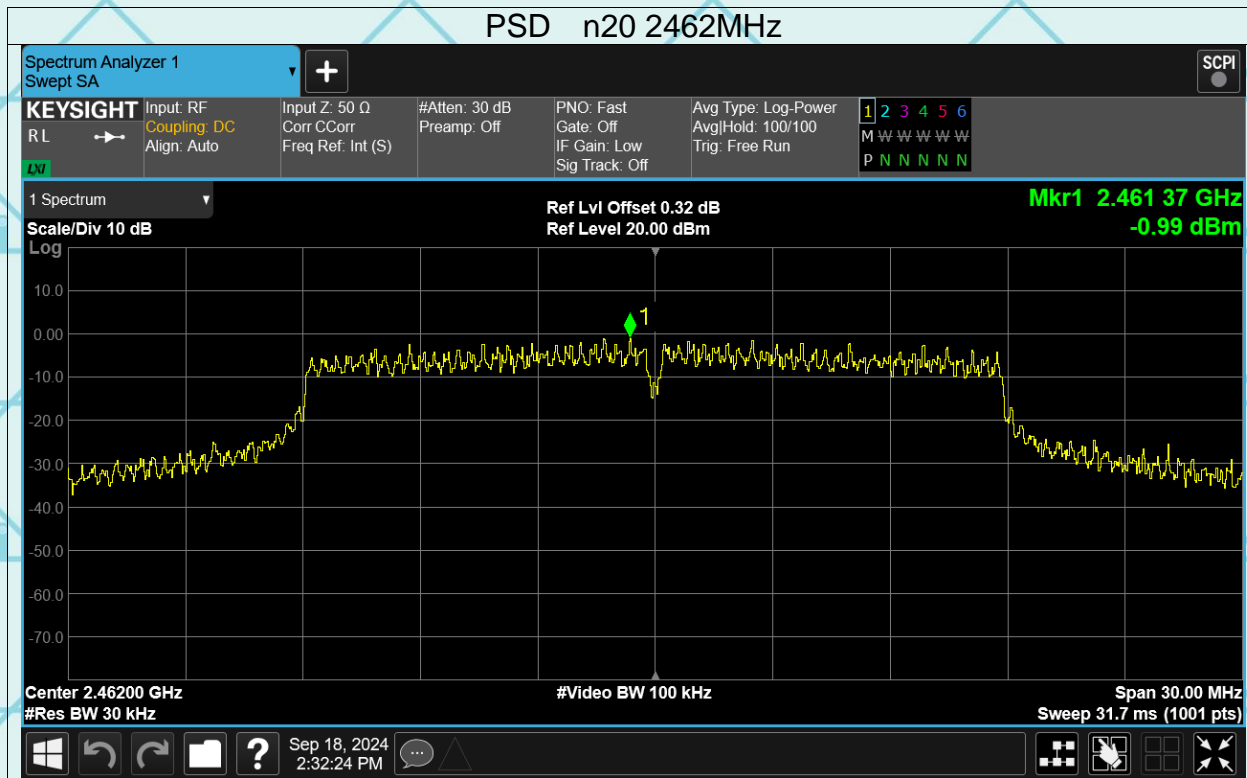 PSD n20 2462MHz
Spectrum Analyzer 1
Swept SA
SCPI
KEYSIGHT
R L
LXI
Input: RF
Coupling: DC
Align: Auto
Input Z: 50 Ω
Corr CCorr
Freq Ref: Int (S)
#Atten: 30 dB
Preamp: Off
PNO: Fast
Gate: Off
IF Gain: Low
Sig Track: Off
Avg Type: Log-Power
Avg|Hold: 100/100
Trig: Free Run
1 2 3 4 5 6
M W W W W W
P N N N N N
1 Spectrum
Scale/Div 10 dB
Log
Ref Lvl Offset 0.32 dB
Ref Level 20.00 dBm
Mkr1 2.461 37 GHz
-0.99 dBm
10.0
0.00
-10.0
-20.0
-30.0
-40.0
-50.0
-60.0
-70.0
1
Center 2.46200 GHz
#Res BW 30 kHz
#Video BW 100 kHz
Span 30.00 MHz
Sweep 31.7 ms (1001 pts)
?
Sep 18, 2024
2:32:24 PM